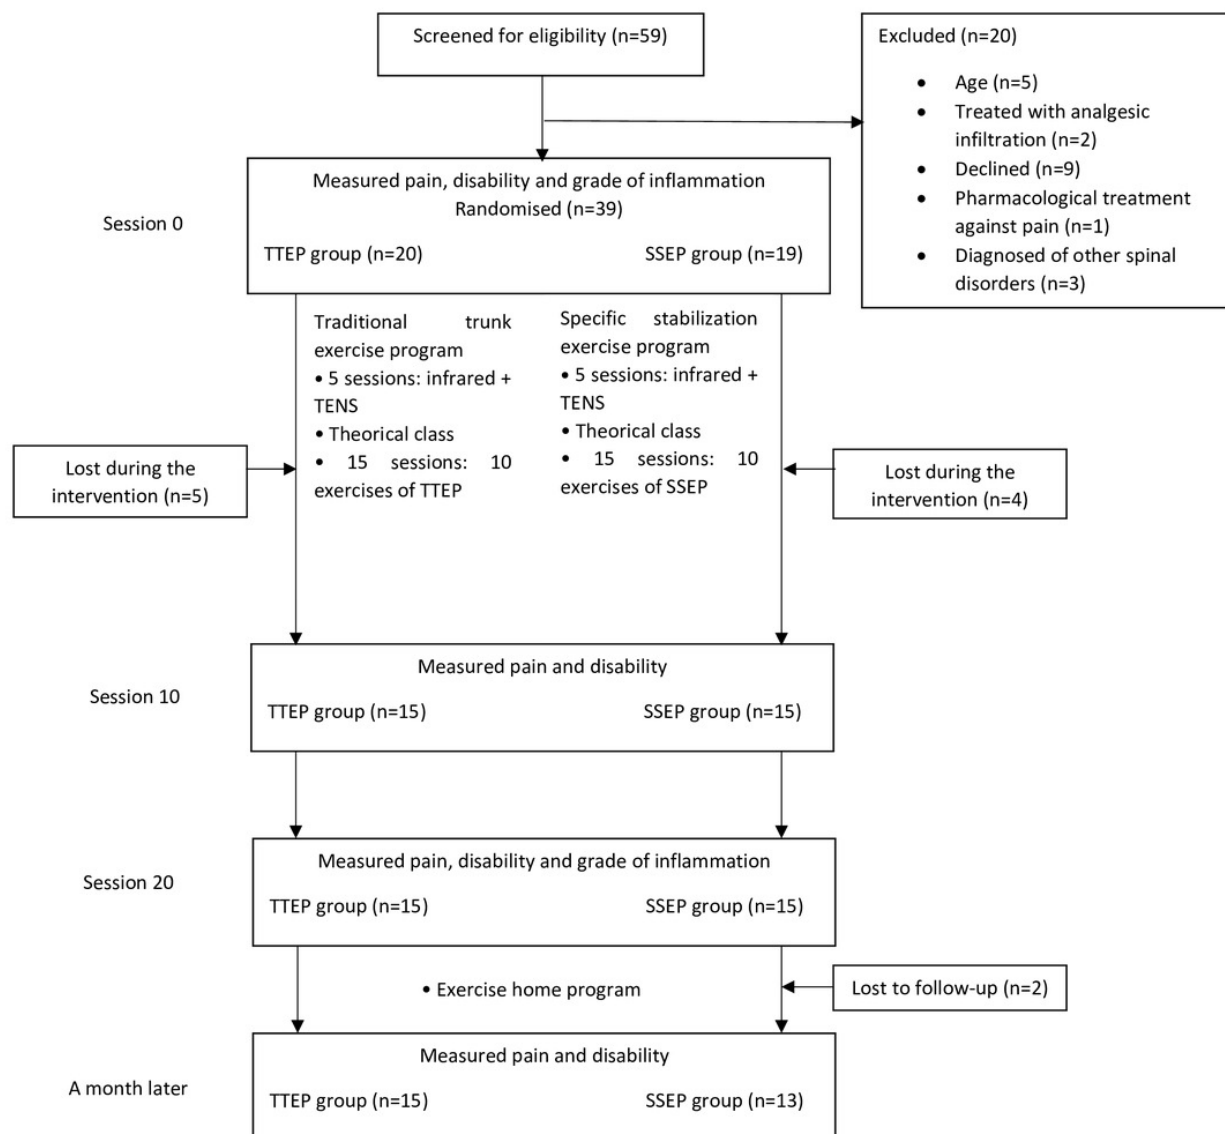 Screened for eligibility (n=59)
Excluded (n=20)
• Age (n=5)
• Treated with analgesic
infiltration (n=2)
• Declined (n=9)
• Pharmacological treatment
against pain (n=1)
• Diagnosed of other spinal
disorders (n=3)
Session 0
Measured pain, disability and grade of inflammation
Randomised (n=39)
TTEP group (n=20)
SSEP group (n=19)
Traditional trunk
exercise program
• 5 sessions: infrared +
TENS
• Theorical class
• 15 sessions: 10
exercises of TTEP
Specific stabilization
exercise program
• 5 sessions: infrared +
TENS
• Theorical class
• 15 sessions: 10
exercises of SSEP
Lost during the
intervention (n=5)
Lost during the
intervention (n=4)
Session 10
Measured pain and disability
TTEP group (n=15)
SSEP group (n=15)
Session 20
Measured pain, disability and grade of inflammation
TTEP group (n=15)
SSEP group (n=15)
• Exercise home program
Lost to follow-up (n=2)
A month later
Measured pain and disability
TTEP group (n=15)
SSEP group (n=13)